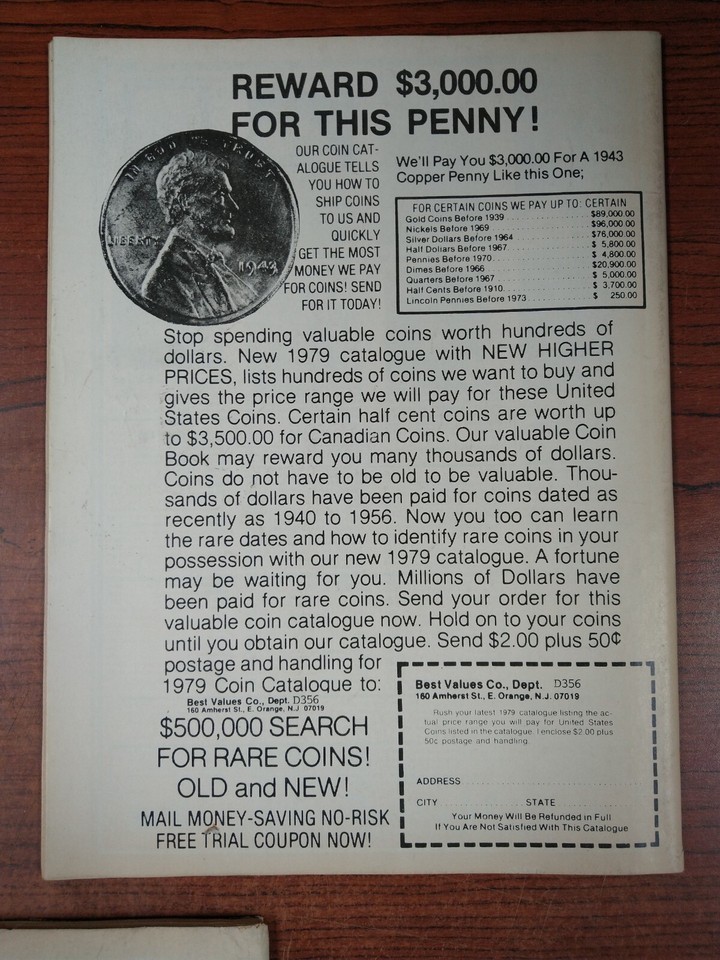 REWARD $3,000.00
FOR THIS PENNY!
IN GOD WE TRUST
LIBERTY
1943
OUR COIN CAT-
ALOGUE TELLS
YOU HOW TO
SHIP COINS
TO US AND
QUICKLY
GET THE MOST
MONEY WE PAY
FOR COINS! SEND
FOR IT TODAY!
We'll Pay You $3,000.00 For A 1943
Copper Penny Like this One;
FOR CERTAIN COINS WE PAY UP TO: CERTAIN
Gold Coins Before 1939 $89,000.00
Nickels Before 1969 $96,000.00
Silver Dollars Before 1964 $76,000.00
Half Dollars Before 1967 $ 5,800.00
Pennies Before 1970 $ 4,800.00
Dimes Before 1966 $20,900.00
Quarters Before 1967 $ 5,000.00
Half Cents Before 1910 $ 3,700.00
Lincoln Pennies Before 1973 $ 250.00
Stop spending valuable coins worth hundreds of
dollars. New 1979 catalogue with NEW HIGHER
PRICES, lists hundreds of coins we want to buy and
gives the price range we will pay for these United
States Coins. Certain half cent coins are worth up
to $3,500.00 for Canadian Coins. Our valuable Coin
Book may reward you many thousands of dollars.
Coins do not have to be old to be valuable. Thou-
sands of dollars have been paid for coins dated as
recently as 1940 to 1956. Now you too can learn
the rare dates and how to identify rare coins in your
possession with our new 1979 catalogue. A fortune
may be waiting for you. Millions of Dollars have
been paid for rare coins. Send your order for this
valuable coin catalogue now. Hold on to your coins
until you obtain our catalogue. Send $2.00 plus 50¢
postage and handling for
1979 Coin Catalogue to:
Best Values Co., Dept. D356
160 Amherst St., E. Orange, N.J. 07019
$500,000 SEARCH
FOR RARE COINS!
OLD and NEW!
MAIL MONEY-SAVING NO-RISK
FREE TRIAL COUPON NOW!
Best Values Co., Dept. D356
160 Amherst St., E. Orange, N.J. 07019
Rush your latest 1979 catalogue listing the ac-
tual price range you will pay for United States
Coins listed in the catalogue. I enclose $2.00 plus
50c postage and handling.
ADDRESS
CITY STATE
Your Money Will Be Refunded in Full
If You Are Not Satisfied With This Catalogue